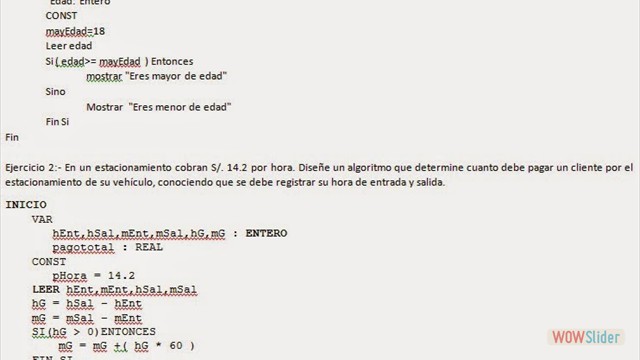 Edad: Entero
CONST
mayEdad=18
Leer edad
Si( edad>= mayEdad ) Entonces
mostrar "Eres mayor de edad"
Sino
Mostrar "Eres menor de edad"
Fin Si
Fin
Ejercicio 2:- En un estacionamiento cobran S/. 14.2 por hora. Diseñe un algoritmo que determine cuanto debe pagar un cliente por el
estacionamiento de su vehículo, conociendo que se debe registrar su hora de entrada y salida.
INICIO
VAR
hEnt,hSal,mEnt,mSal,hG,mG : ENTERO
pagototal : REAL
CONST
pHora = 14.2
LEER hEnt,mEnt,hSal,mSal
hG = hSal - hEnt
mG = mSal - mEnt
SI(hG > 0)ENTONCES
mG = mG +( hG * 60 )
FIN SI
WOWSlider